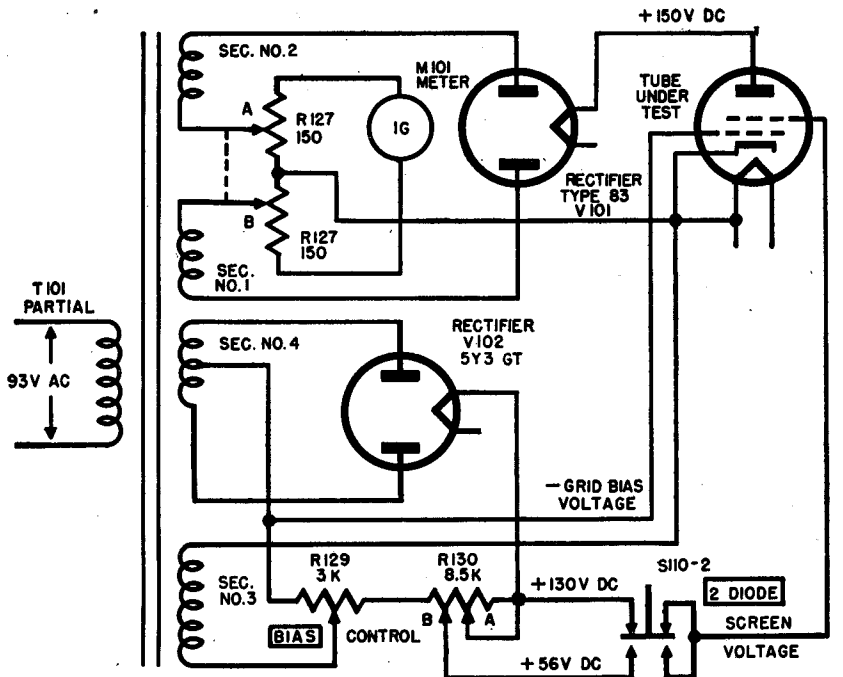 +150V DC
SEC. NO. 2
M101
METER
TUBE
UNDER
TEST
A
R127
150
1G
RECTIFIER
TYPE 83
V101
B
R127
150
SEC.
NO. 1
T101
PARTIAL
93V AC
SEC. NO. 4
RECTIFIER
V102
5Y3 GT
-GRID BIAS
VOLTAGE
R129
3K
R130
8.5K
S110-2
SEC.
NO. 3
+130V DC
2 DIODE
B
A
BIAS CONTROL
SCREEN
VOLTAGE
+56V DC